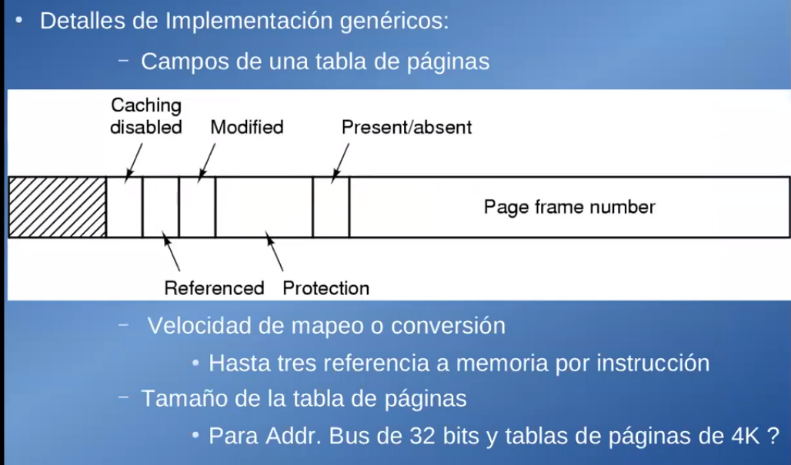 • Detalles de Implementación genéricos:
– Campos de una tabla de páginas
Caching
disabled
Modified
Present/absent
Page frame number
Referenced
Protection
– Velocidad de mapeo o conversión
• Hasta tres referencia a memoria por instrucción
– Tamaño de la tabla de páginas
• Para Addr. Bus de 32 bits y tablas de páginas de 4K ?